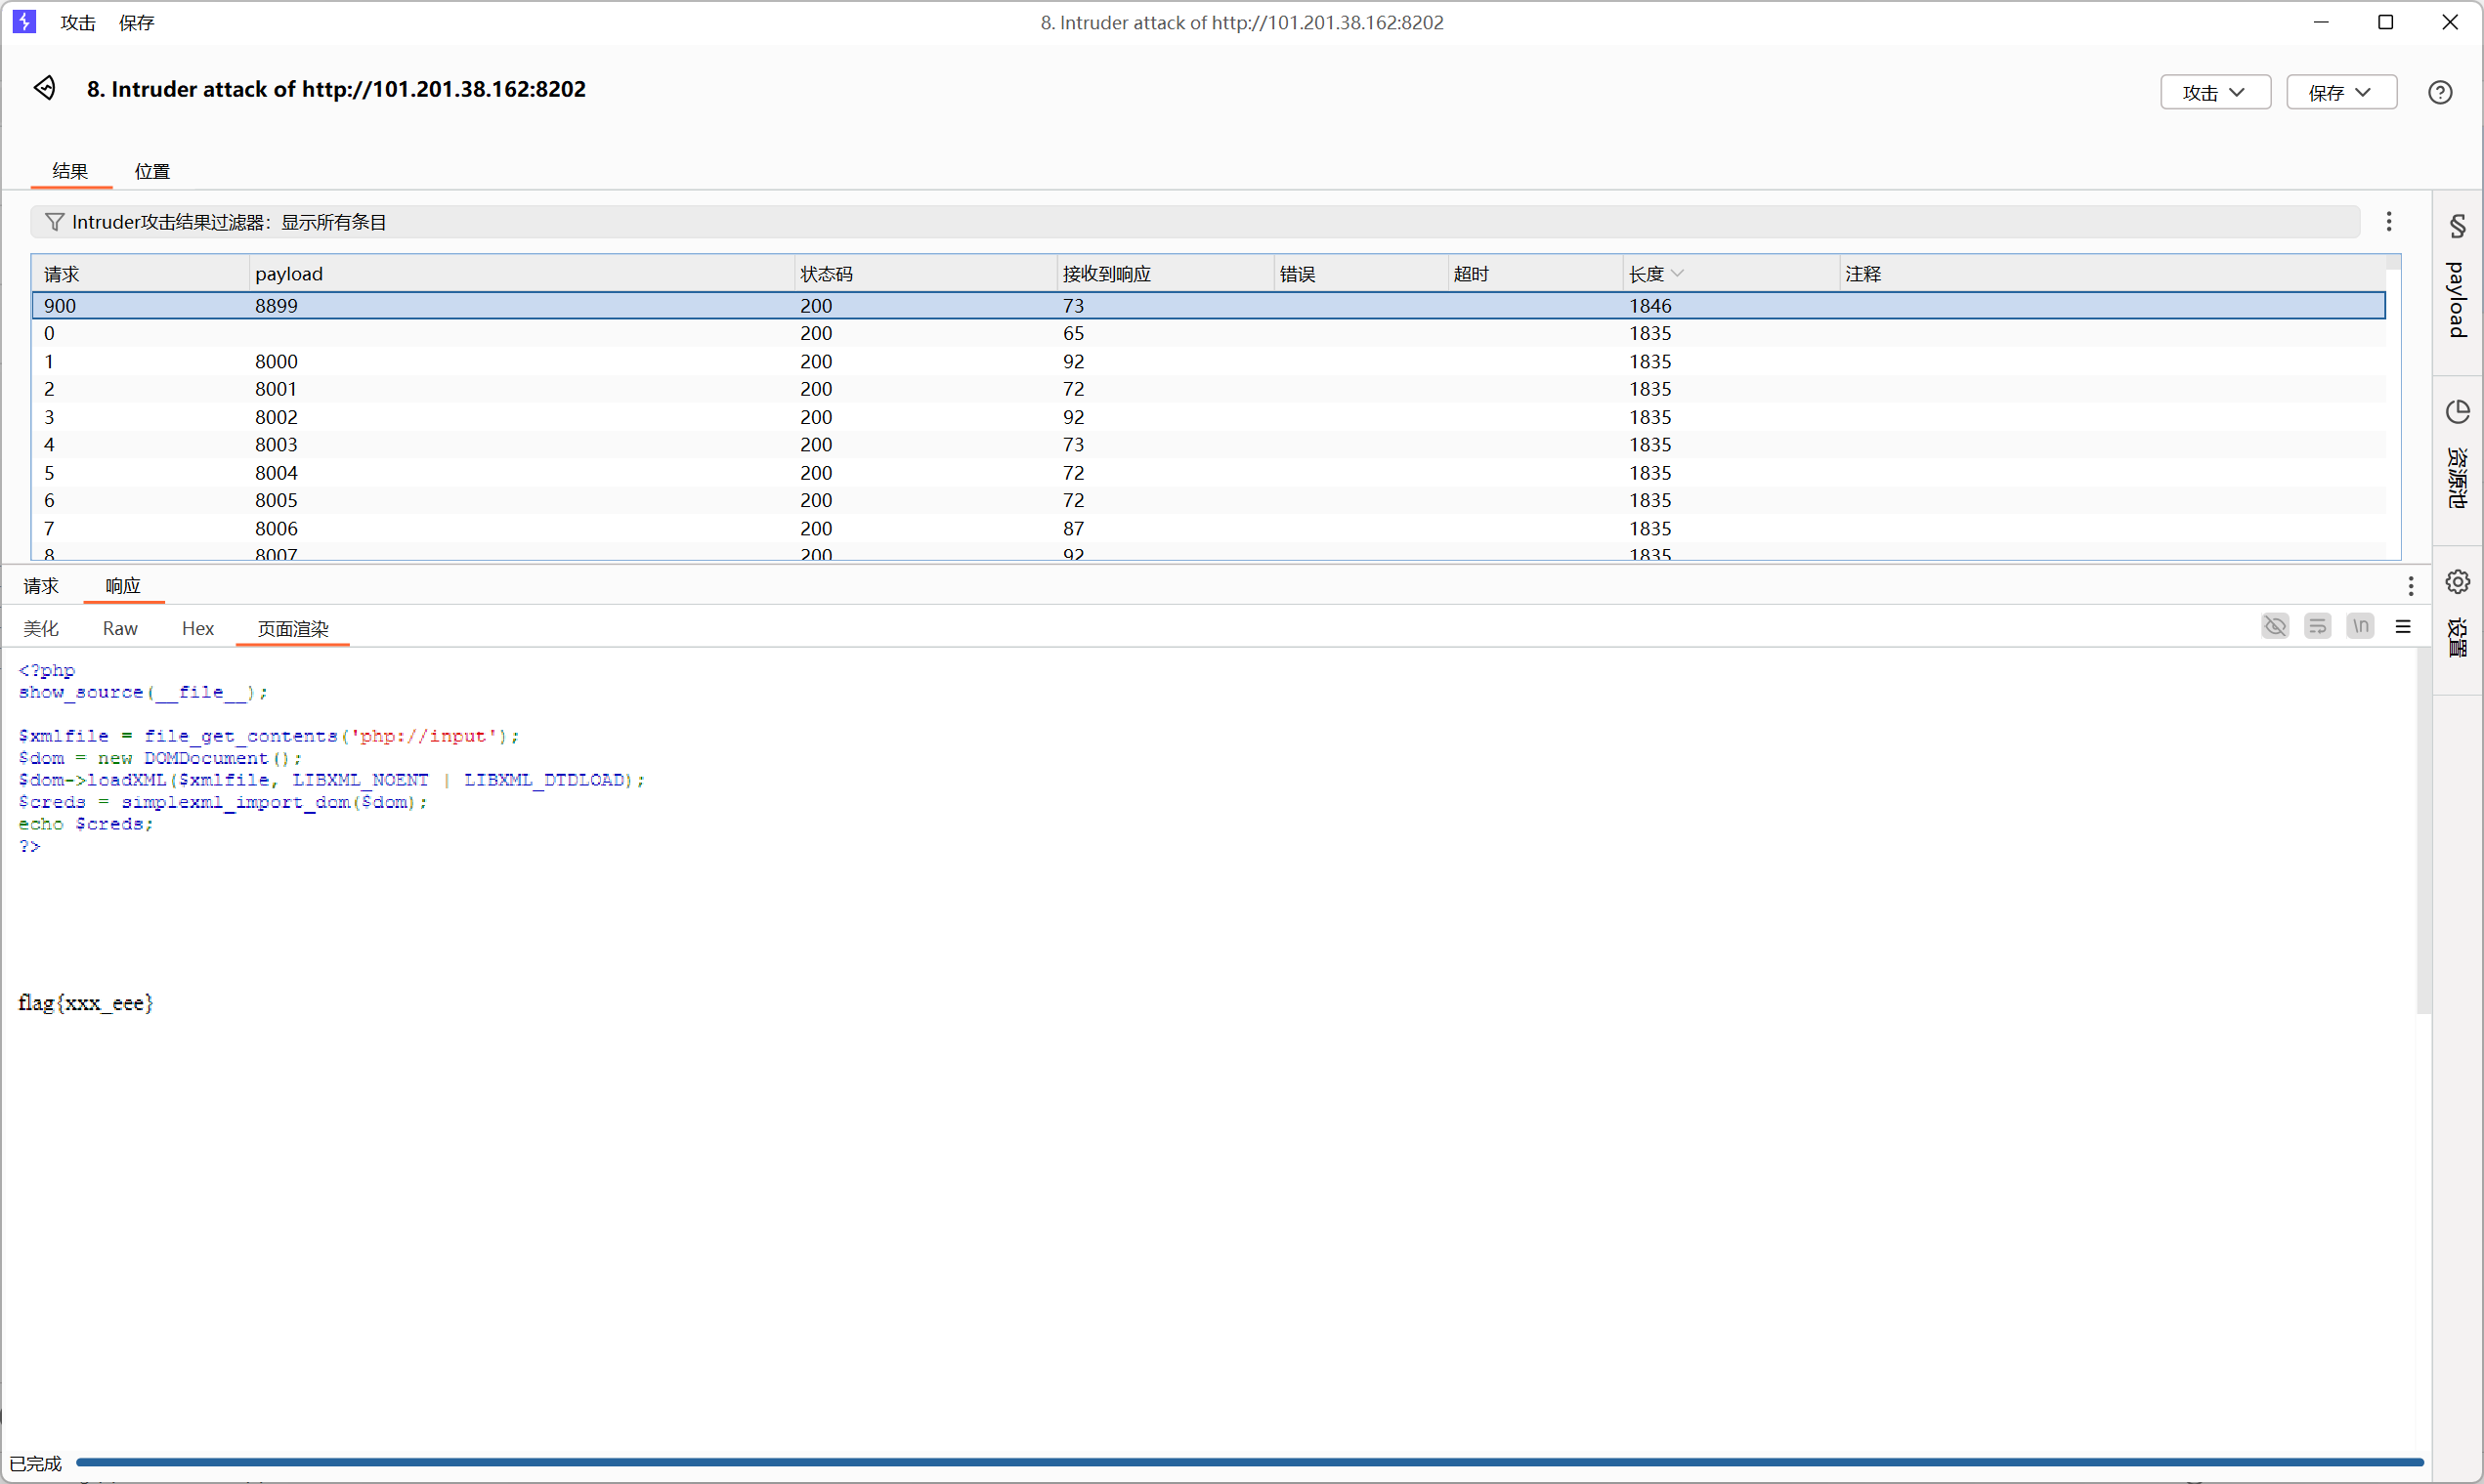 攻击 保存 8. Intruder attack of http://101.201.38.162:8202
8. Intruder attack of http://101.201.38.162:8202 攻击 保存
结果 位置
Intruder攻击结果过滤器：显示所有条目
请求 payload 状态码 接收到响应 错误 超时 长度 注释
900 8899 200 73 1846
0 200 65 1835
1 8000 200 92 1835
2 8001 200 72 1835
3 8002 200 92 1835
4 8003 200 73 1835
5 8004 200 72 1835
6 8005 200 72 1835
7 8006 200 87 1835
8 8007 200 92 1835
请求 响应
美化 Raw Hex 页面渲染 \n
<?php
show_source(__file__);
$xmlfile = file_get_contents('php://input');
$dom = new DOMDocument();
$dom->loadXML($xmlfile, LIBXML_NOENT | LIBXML_DTDLOAD);
$creds = simplexml_import_dom($dom);
echo $creds;
?>
flag{xxx_eee}
已完成
payload
资源池
设置